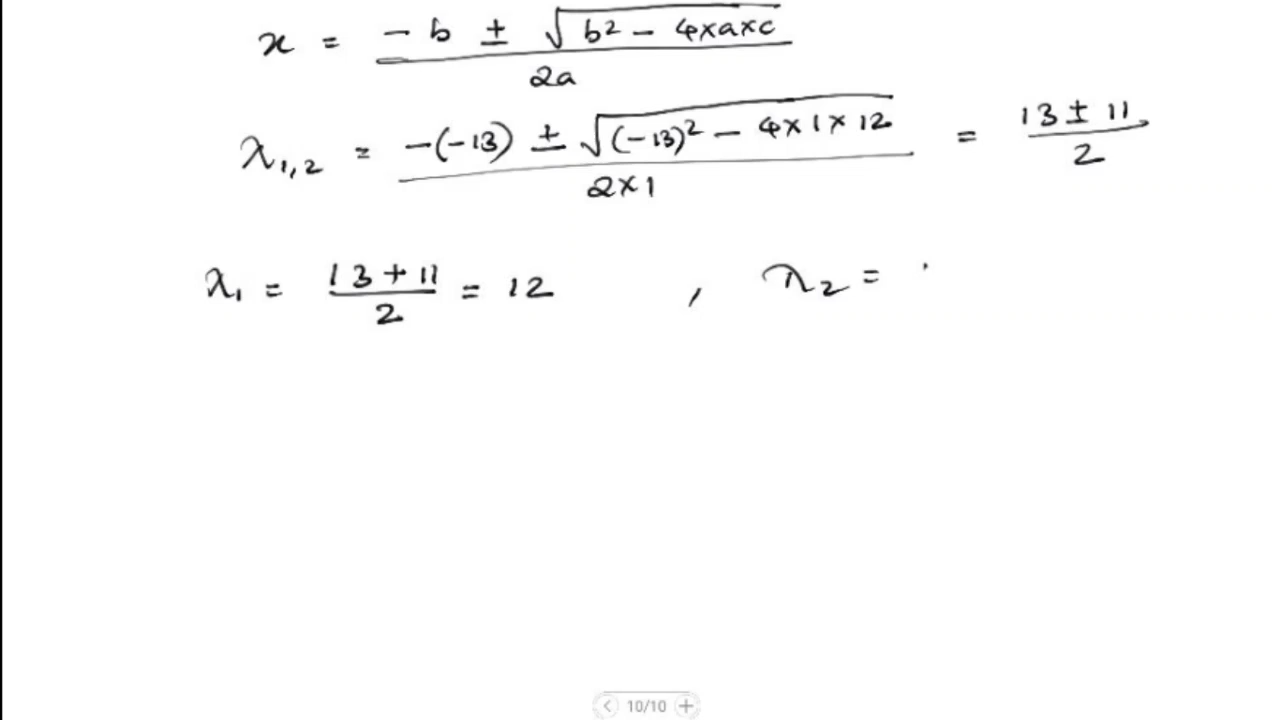 x = (-b ± √(b² - 4×a×c)) / 2a
λ₁,₂ = (-(-13) ± √((-13)² - 4×1×12)) / (2×1) = (13 ± 11) / 2
λ₁ = (13 + 11) / 2 = 12 , λ₂ =
< 10/10 +